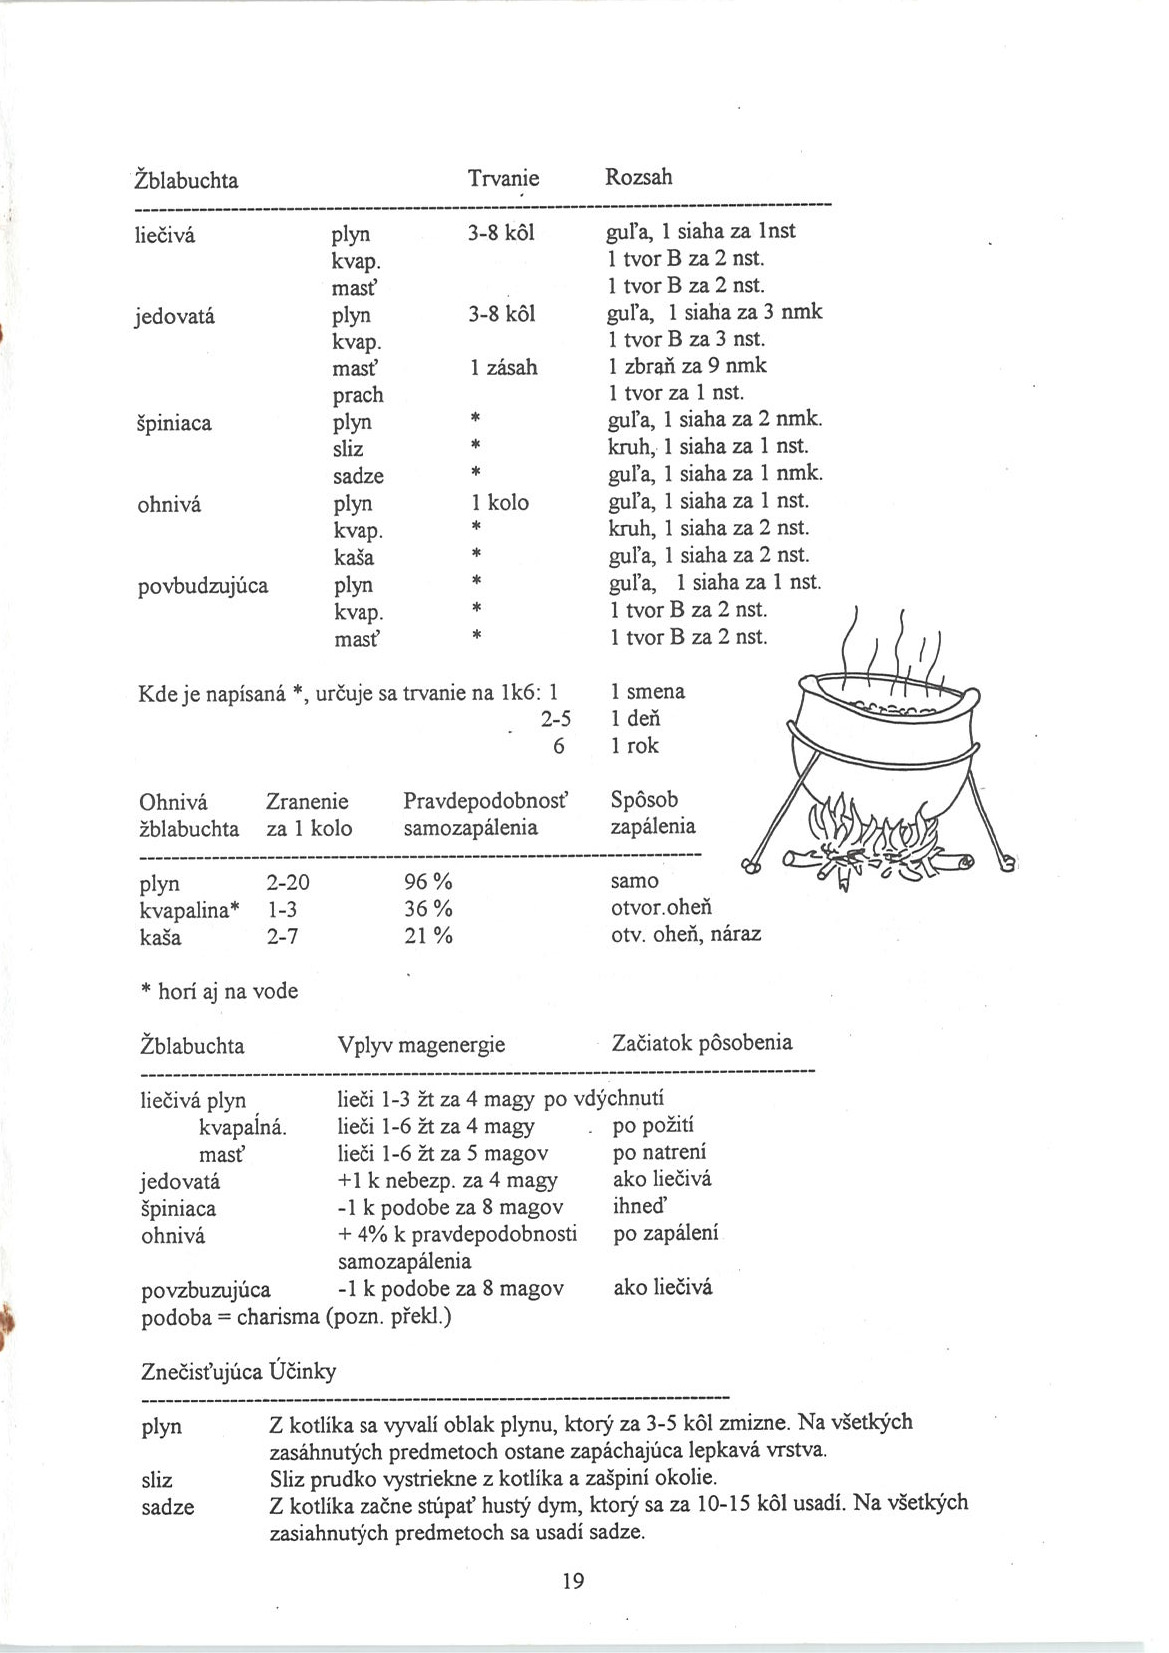 Žblabuchta Trvanie Rozsah
liečivá plyn 3-8 kôl guľa, 1 siaha za 1nst
kvap. 1 tvor B za 2 nst.
masť 1 tvor B za 2 nst.
jedovatá plyn 3-8 kôl guľa, 1 siaha za 3 nmk
kvap. 1 tvor B za 3 nst.
masť 1 zásah 1 zbraň za 9 nmk
prach 1 tvor za 1 nst.
špiniaca plyn * guľa, 1 siaha za 2 nmk.
sliz * kruh, 1 siaha za 1 nst.
sadze * guľa, 1 siaha za 1 nmk.
ohnivá plyn 1 kolo guľa, 1 siaha za 1 nst.
kvap. * kruh, 1 siaha za 2 nst.
kaša * guľa, 1 siaha za 2 nst.
povbudzujúca plyn * guľa, 1 siaha za 1 nst.
kvap. * 1 tvor B za 2 nst.
masť * 1 tvor B za 2 nst.
Kde je napísaná *, určuje sa trvanie na 1k6: 1 1 smena
2-5 1 deň
6 1 rok
Ohnivá Zranenie Pravdepodobnosť Spôsob
žblabuchta za 1 kolo samozapálenia zapálenia
plyn 2-20 96 % samo
kvapalina* 1-3 36 % otvor.oheň
kaša 2-7 21 % otv. oheň, náraz
* horí aj na vode
Žblabuchta Vplyv magenergie Začiatok pôsobenia
liečivá plyn lieči 1-3 žt za 4 magy po vdýchnutí
kvapalná. lieči 1-6 žt za 4 magy po požití
masť lieči 1-6 žt za 5 magov po natrení
jedovatá +1 k nebezp. za 4 magy ako liečivá
špiniaca -1 k podobe za 8 magov ihneď
ohnivá + 4% k pravdepodobnosti po zapálení
samozapálenia
povzbuzujúca -1 k podobe za 8 magov ako liečivá
podoba = charisma (pozn. překl.)
Znečisťujúca Účinky
plyn Z kotlíka sa vyvalí oblak plynu, ktorý za 3-5 kôl zmizne. Na všetkých
zasáhnutých predmetoch ostane zapáchajúca lepkavá vrstva.
sliz Sliz prudko vystriekne z kotlíka a zašpiní okolie.
sadze Z kotlíka začne stúpať hustý dym, ktorý sa za 10-15 kôl usadí. Na všetkých
zasiahnutých predmetoch sa usadí sadze.
19